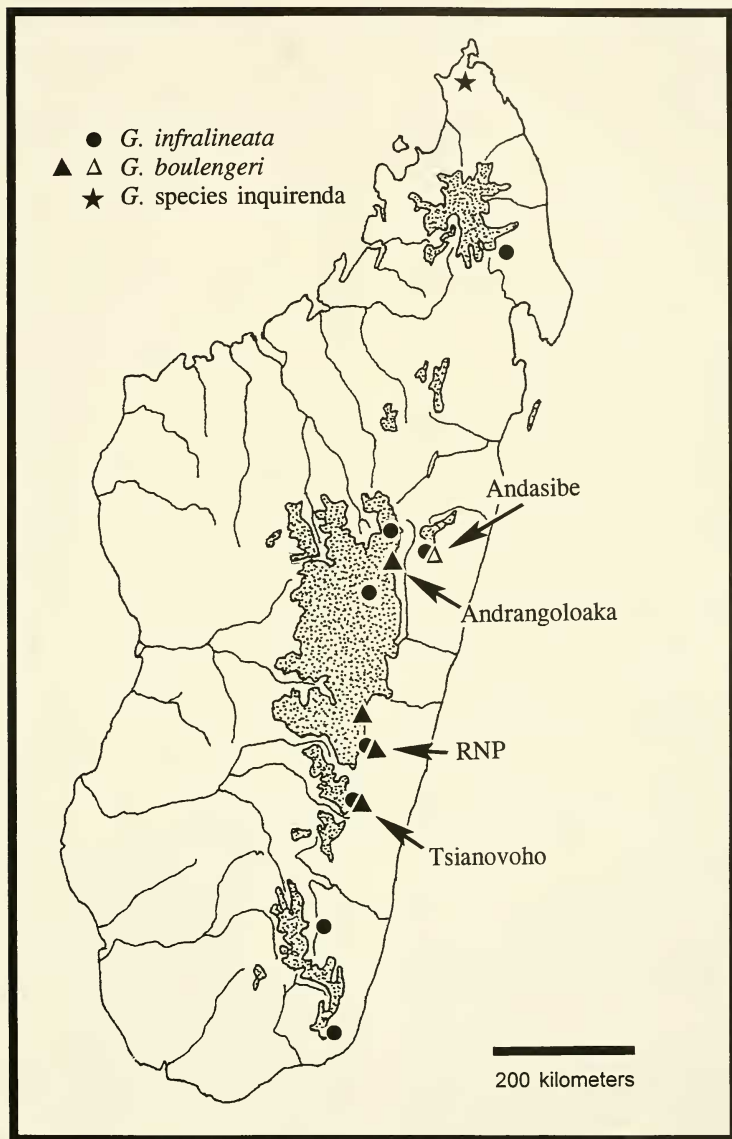 G. infralineata
G. boulengeri
G. species inquirenda
Andasibe
Andrangoloaka
RNP
Tsianovoho
200 kilometers